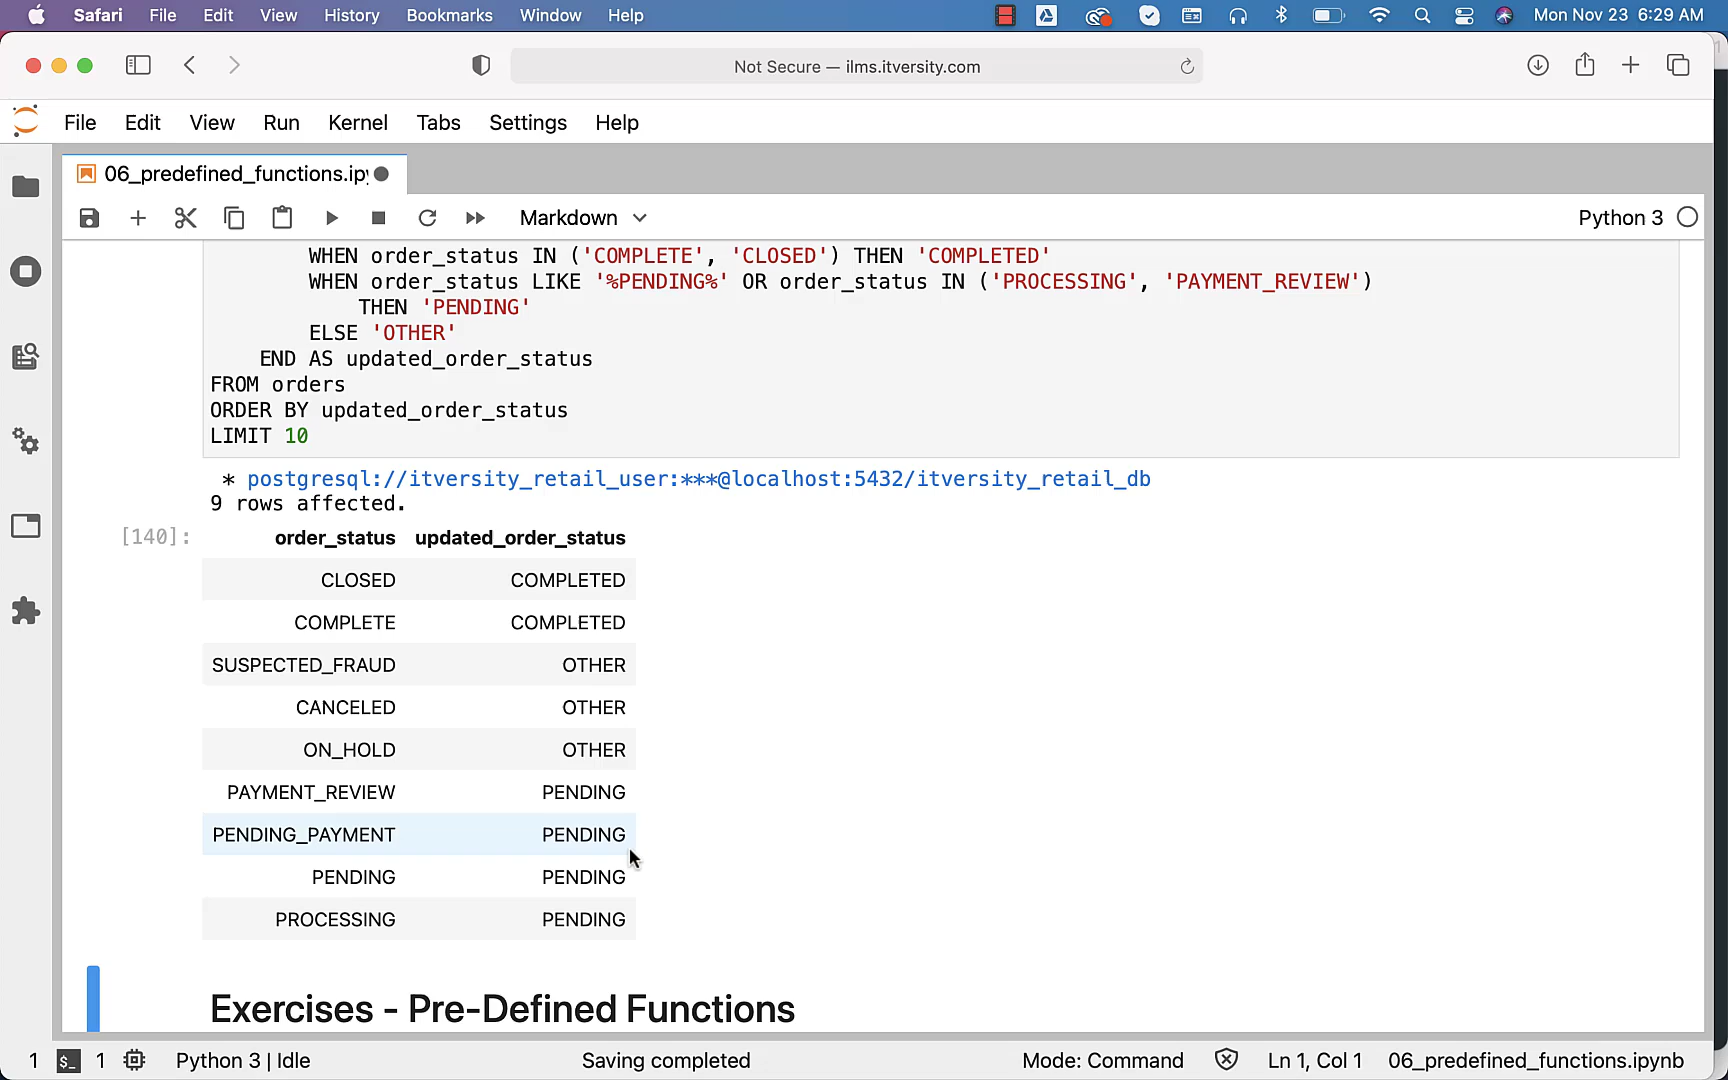 Safari File Edit View History Bookmarks Window Help Mon Nov 23 6:29 AM
Not Secure — ilms.itversity.com
File Edit View Run Kernel Tabs Settings Help
06_predefined_functions.ip
Markdown Python 3
WHEN order_status IN ('COMPLETE', 'CLOSED') THEN 'COMPLETED'
WHEN order_status LIKE '%PENDING%' OR order_status IN ('PROCESSING', 'PAYMENT_REVIEW')
THEN 'PENDING'
ELSE 'OTHER'
END AS updated_order_status
FROM orders
ORDER BY updated_order_status
LIMIT 10
* postgresql://itversity_retail_user:***@localhost:5432/itversity_retail_db
9 rows affected.
[140]: order_status updated_order_status
CLOSED COMPLETED
COMPLETE COMPLETED
SUSPECTED_FRAUD OTHER
CANCELED OTHER
ON_HOLD OTHER
PAYMENT_REVIEW PENDING
PENDING_PAYMENT PENDING
PENDING PENDING
PROCESSING PENDING
Exercises - Pre-Defined Functions
1 $_ 1 Python 3 | Idle Saving completed Mode: Command Ln 1, Col 1 06_predefined_functions.ipynb